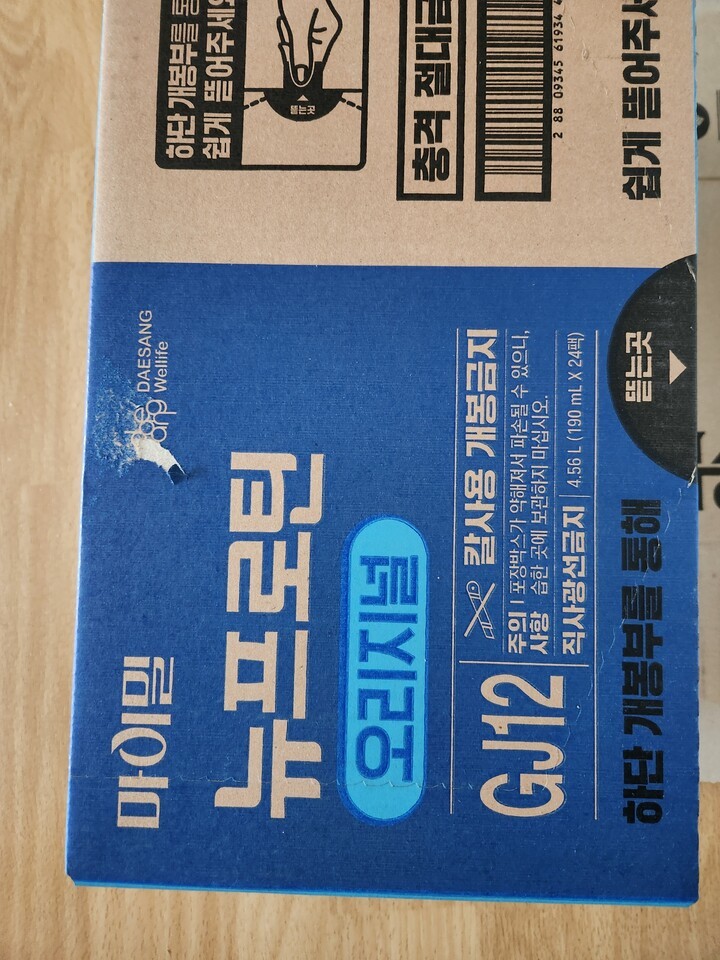 마이밀
DAESANG
Wellife
뉴프로틴
오리지널
GJ12
칼사용 개봉금지
주의사항
포장박스가 약해져서 파손될 수 있으니,
습한 곳에 보관하지 마십시오.
직사광선금지
4.56 L (190 mL X 24팩)
하단 개봉부를 통해
뜯는곳
하단 개봉부를 통
쉽게 뜯어주세요
뜯는곳
충격 절대금
2 88 09345 61934
쉽게 뜯어주